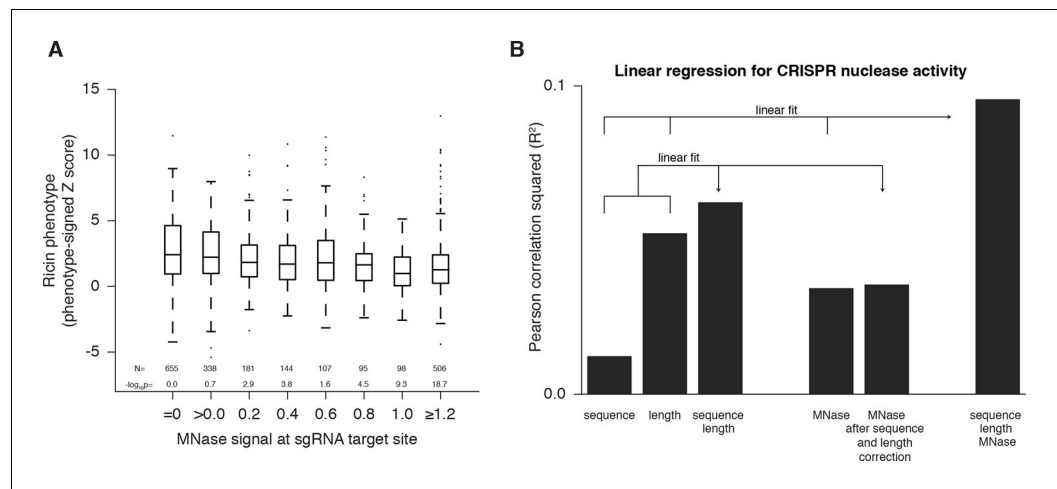 A
Ricin phenotype
(phenotype-signed Z score)
15
10
5
0
-5
N= 655 338 181 144 107 95 98 506
-log₁₀p= 0.0 0.7 2.9 3.8 1.6 4.5 9.3 18.7
=0 >0.0 0.2 0.4 0.6 0.8 1.0 ≥1.2
MNase signal at sgRNA target site
B
Linear regression for CRISPR nuclease activity
Pearson correlation squared (R²)
0.1
0.0
linear fit
linear fit
sequence
length
sequence
length
MNase
MNase
after sequence
and length
correction
sequence
length
MNase